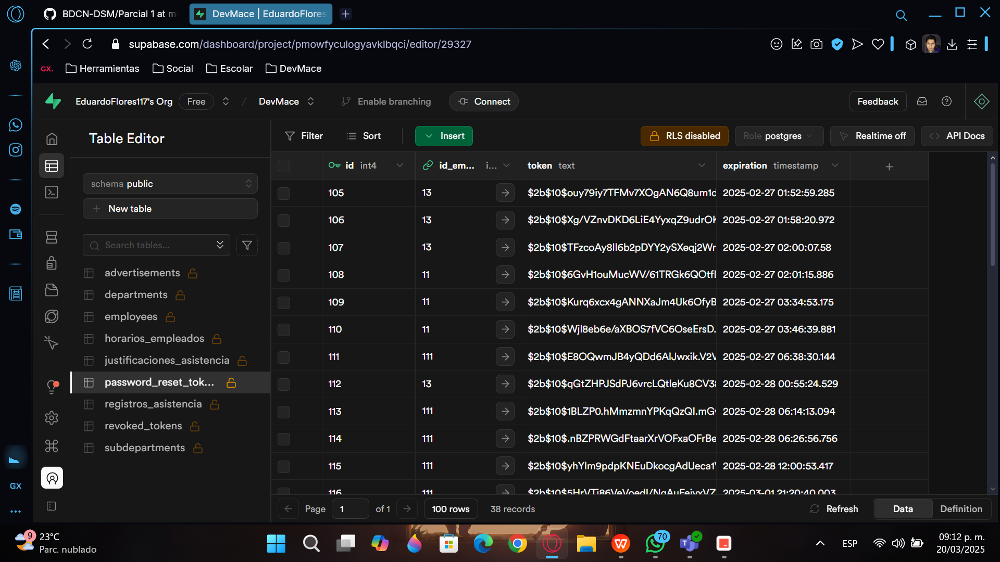 BDCN-DSM/Parcial 1 at ma
DevMace | EduardoFlores
supabase.com/dashboard/project/pmowfyculogyavklbqci/editor/29327
GX. Herramientas Social Escolar DevMace
EduardoFlores117's Org Free / DevMace Enable branching Connect Feedback
Table Editor
Filter Sort Insert RLS disabled Role postgres Realtime off API Docs
schema public
New table
Search tables...
advertisements
departments
employees
horarios_empleados
justificaciones_asistencia
password_reset_tok...
registros_asistencia
revoked_tokens
subdepartments
id int4 id_em... i... token text expiration timestamp
105 13 $2b$10$ouy79iy7TFMv7XOgAN6Q8um1d 2025-02-27 01:52:59.285
106 13 $2b$10$Xg/VZnvDKD6LiE4YyxqZ9udrOK 2025-02-27 01:58:20.972
107 13 $2b$10$TFzcoAy8ll6b2pDYY2ySXeqj2Wr 2025-02-27 02:00:07.58
108 11 $2b$10$6GvH1ouMucWV/61TRGk6QOtfI 2025-02-27 02:01:15.886
109 11 $2b$10$Kurq6xcx4gANNXaJm4Uk6OfyB 2025-02-27 03:34:53.175
110 11 $2b$10$Wjl8eb6e/aXBOS7fVC6OseErsD. 2025-02-27 03:46:39.881
111 111 $2b$10$E8OQwmJB4yQDd6AlJwxik.V2V 2025-02-27 06:38:30.144
112 13 $2b$10$qGtZHPJSdPJ6vrcLQtleKu8CV38 2025-02-28 00:55:24.529
113 111 $2b$10$1BLZP0.hMmzmnYPKqQzQI.mGv 2025-02-28 06:14:13.094
114 111 $2b$10$.nBZPRWGdFtaarXrVOFxaOFrBe 2025-02-28 06:26:56.756
115 111 $2b$10$yhYlm9pdpKNEuDkocgAdUeca1Y 2025-02-28 12:00:53.417
116 111 $2b$10$5HrVTj86VeVoedI/NgAuFejvxVZ 2025-03-01 21:20:40.003
Page 1 of 1 100 rows 38 records Refresh Data Definition
GX
9 23°C
Parc. nublado
70
ESP
09:12 p. m.
20/03/2025